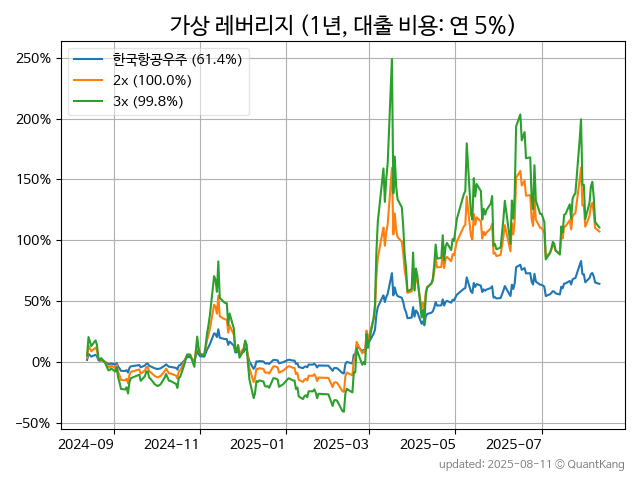 가상 레버리지 (1년, 대출 비용: 연 5%)
한국항공우주 (61.4%)
2x (100.0%)
3x (99.8%)
250%
200%
150%
100%
50%
0%
−50%
2024-09
2024-11
2025-01
2025-03
2025-05
2025-07
updated: 2025-08-11 © QuantKang